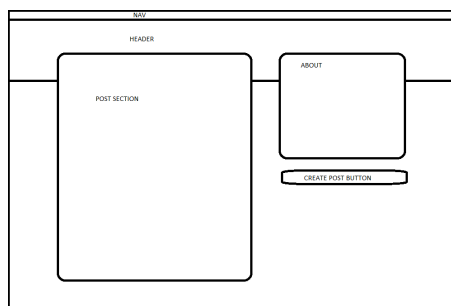 NAV
HEADER
ABOUT
POST SECTION
CREATE POST BUTTON